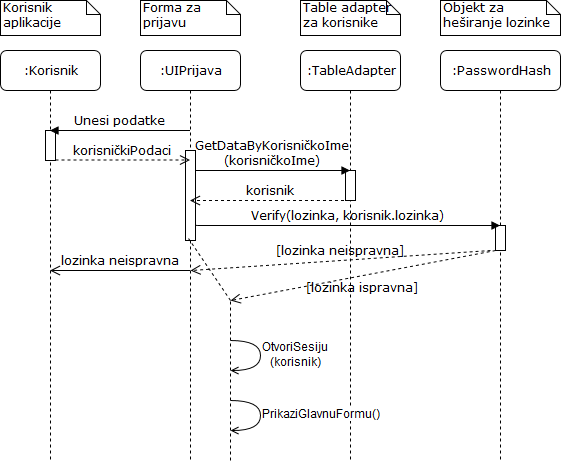 Korisnik
aplikacije
Forma za
prijavu
Table adapter
za korisnike
Objekt za
heširanje lozinke
:Korisnik
:UIPrijava
:TableAdapter
:PasswordHash
Unesi podatke
korisničkiPodaci
GetDataByKorisničkoIme
(korisničkoIme)
korisnik
Verify(lozinka, korisnik.lozinka)
[lozinka neispravna]
lozinka neispravna
[lozinka ispravna]
OtvoriSesiju
(korisnik)
PrikaziGlavnuFormu()